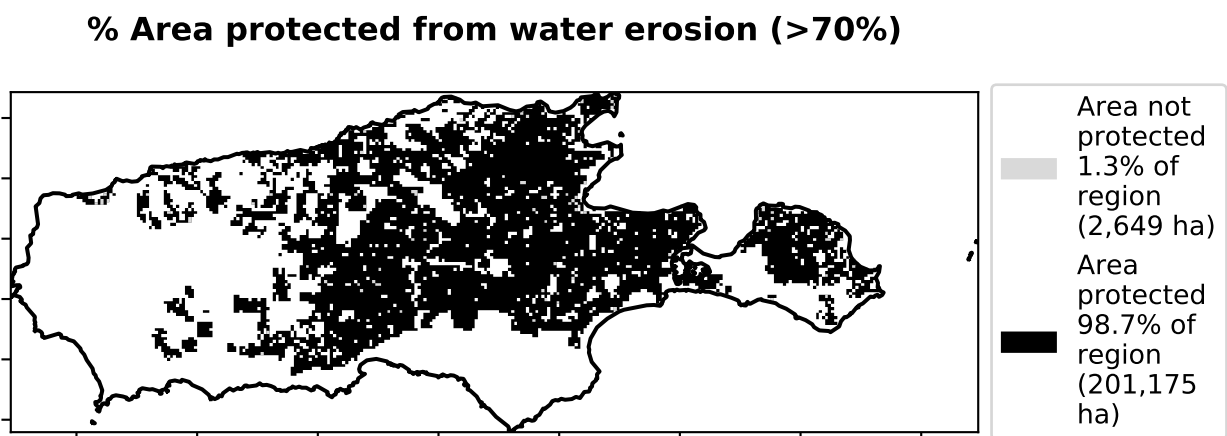 % Area protected from water erosion (>70%)
Area not
protected
1.3% of
region
(2,649 ha)
Area
protected
98.7% of
region
(201,175
ha)